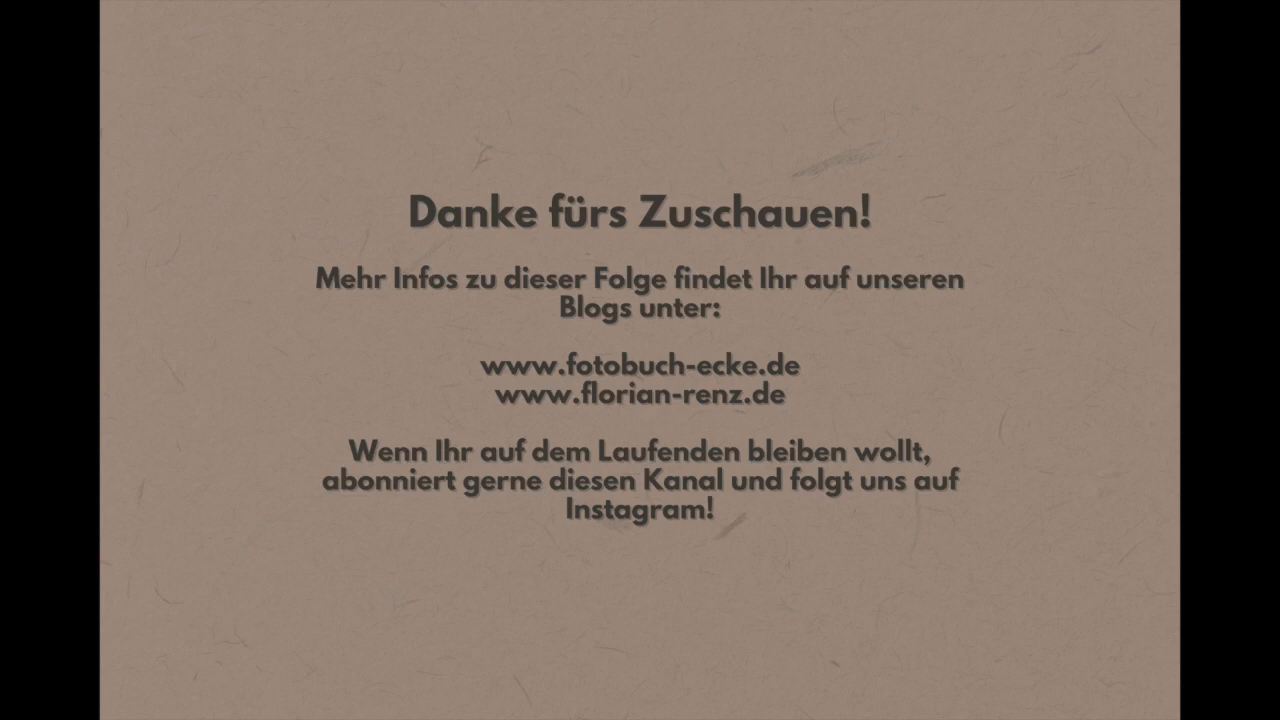 Danke fürs Zuschauen!
Mehr Infos zu dieser Folge findet Ihr auf unseren
Blogs unter:
www.fotobuch-ecke.de
www.florian-renz.de
Wenn Ihr auf dem Laufenden bleiben wollt,
abonniert gerne diesen Kanal und folgt uns auf
Instagram!